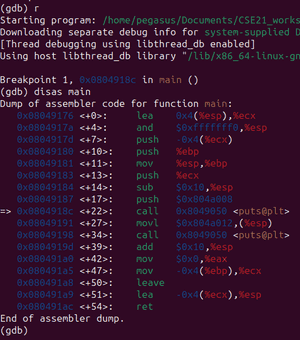 (gdb) r
Starting program: /home/pegasus/Documents/CSE21_works
Downloading separate debug info for system-supplied D
[Thread debugging using libthread_db enabled]
Using host libthread_db library "/lib/x86_64-linux-gn
Breakpoint 1, 0x0804918c in main ()
(gdb) disas main
Dump of assembler code for function main:
0x08049176 <+0>: lea 0x4(%esp),%ecx
0x0804917a <+4>: and $0xfffffff0,%esp
0x0804917d <+7>: push -0x4(%ecx)
0x08049180 <+10>: push %ebp
0x08049181 <+11>: mov %esp,%ebp
0x08049183 <+13>: push %ecx
0x08049184 <+14>: sub $0x10,%esp
0x08049187 <+17>: push $0x804a008
=> 0x0804918c <+22>: call 0x8049050 <puts@plt>
0x08049191 <+27>: movl $0x804a012,(%esp)
0x08049198 <+34>: call 0x8049050 <puts@plt>
0x0804919d <+39>: add $0x10,%esp
0x080491a0 <+42>: mov $0x0,%eax
0x080491a5 <+47>: mov -0x4(%ebp),%ecx
0x080491a8 <+50>: leave
0x080491a9 <+51>: lea -0x4(%ecx),%esp
0x080491ac <+54>: ret
End of assembler dump.
(gdb)